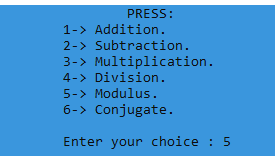 PRESS:
1-> Addition.
2-> Subtraction.
3-> Multiplication.
4-> Division.
5-> Modulus.
6-> Conjugate.
Enter your choice : 5